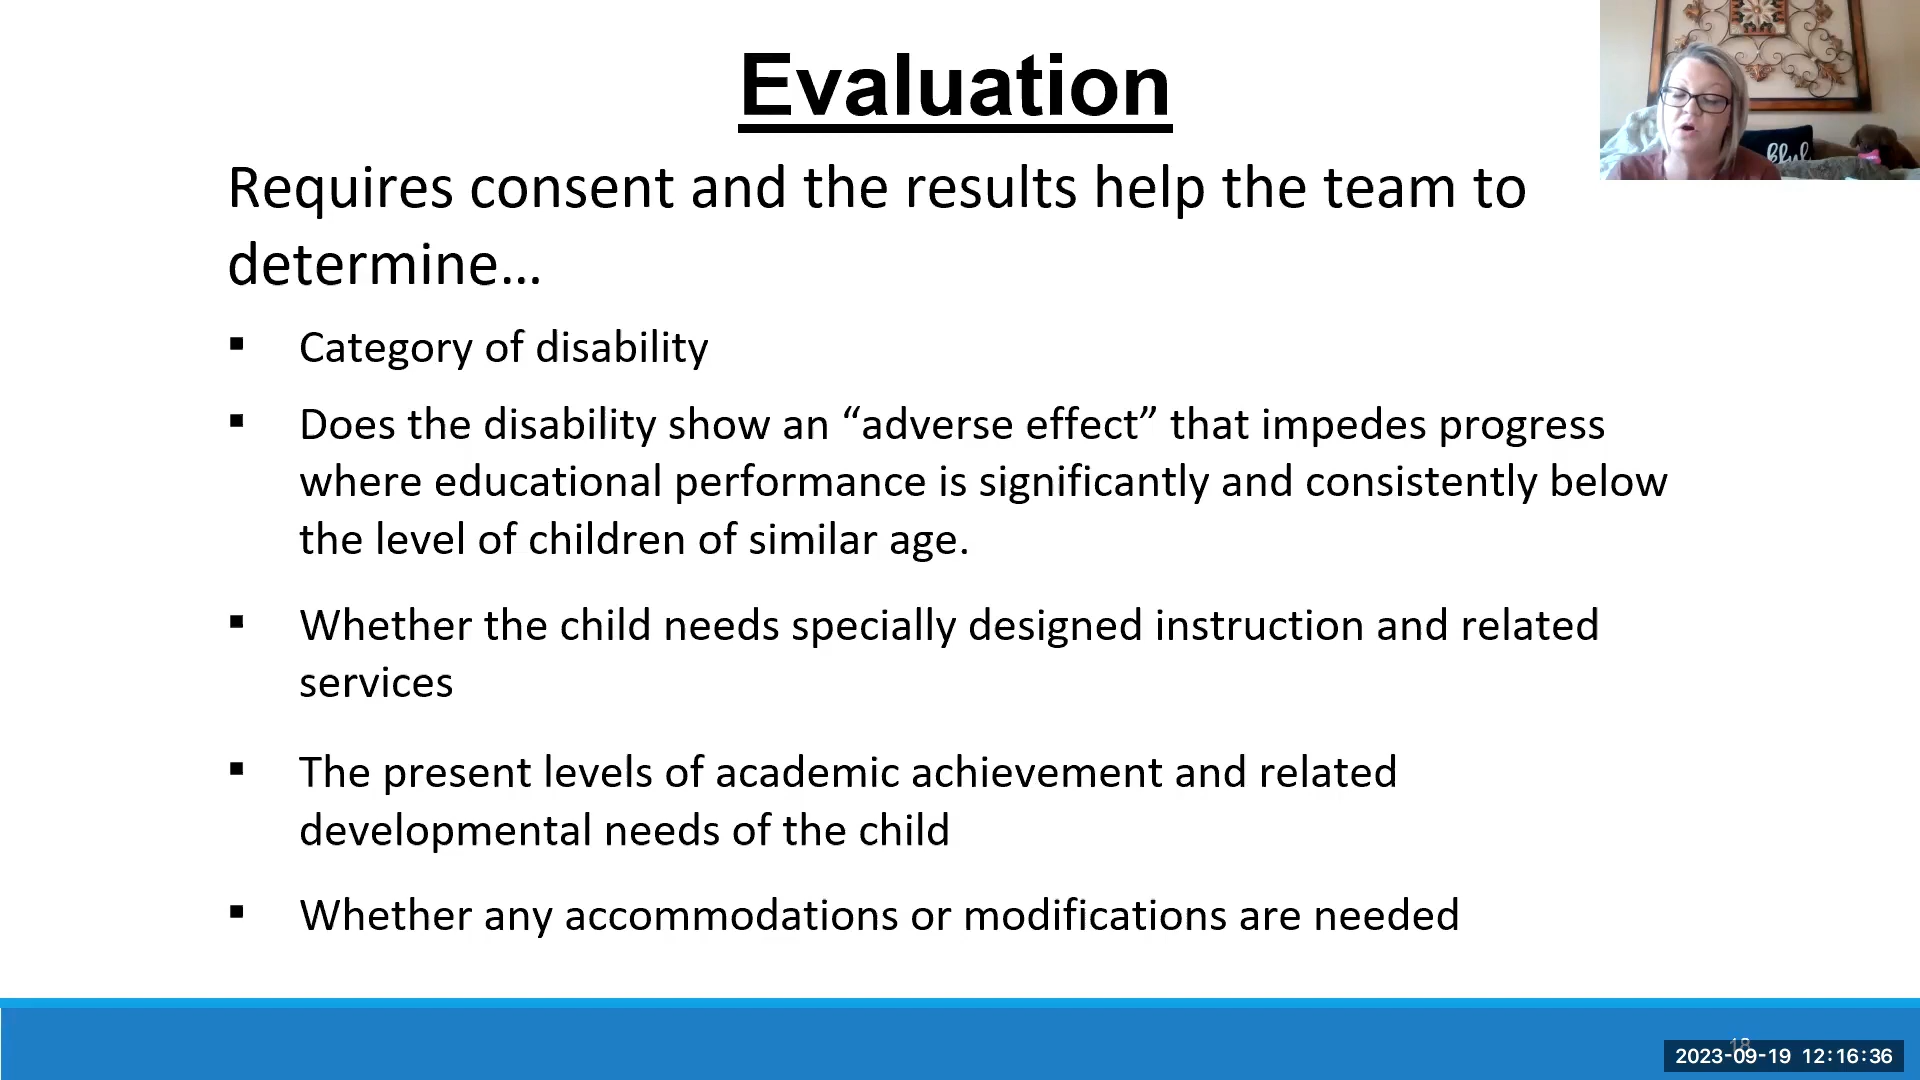 Evaluation
Requires consent and the results help the team to
determine…
▪ Category of disability
▪ Does the disability show an “adverse effect” that impedes progress
where educational performance is significantly and consistently below
the level of children of similar age.
▪ Whether the child needs specially designed instruction and related
services
▪ The present levels of academic achievement and related
developmental needs of the child
▪ Whether any accommodations or modifications are needed
18
2023-09-19 12:16:36